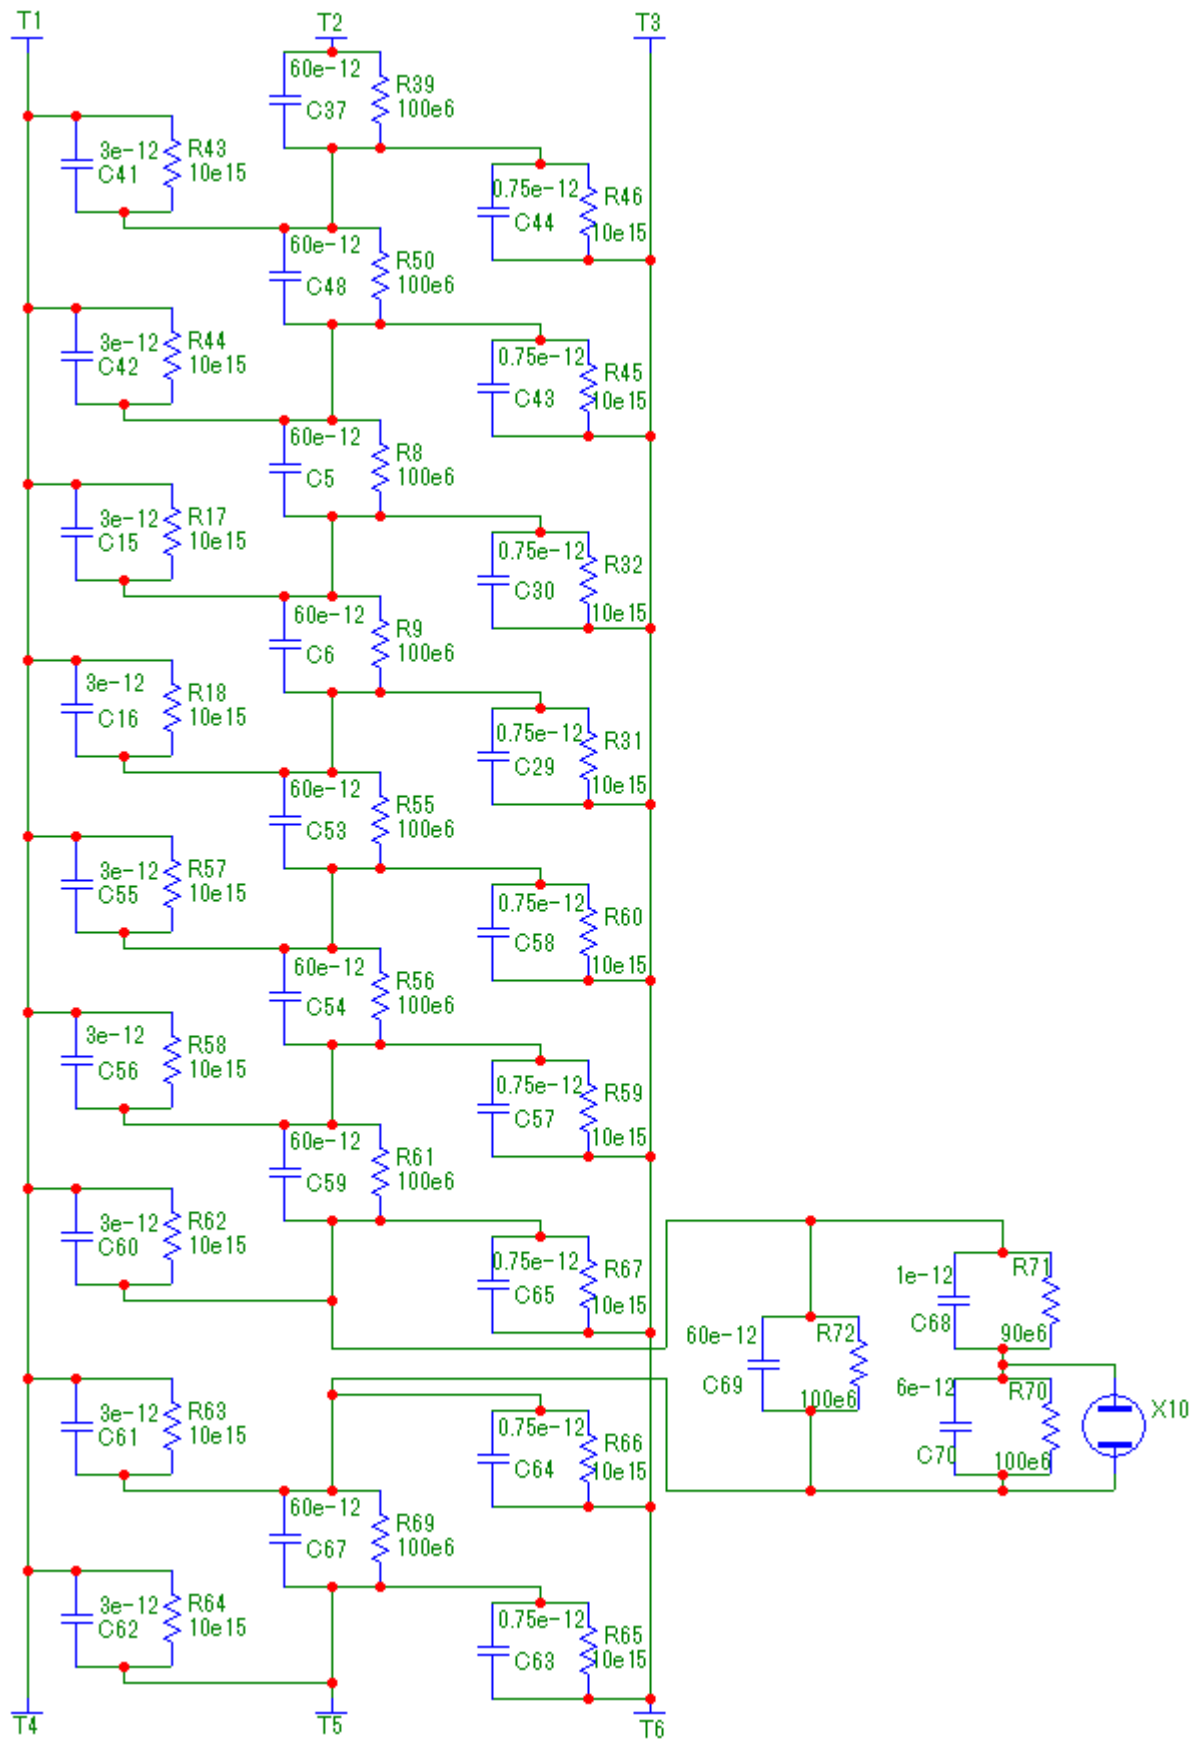 T1
T2
T3
60e-12
C37
R39
100e6
3e-12
C41
R43
10e15
0.75e-12
C44
R46
10e15
60e-12
C48
R50
100e6
3e-12
C42
R44
10e15
0.75e-12
C43
R45
10e15
60e-12
C5
R8
100e6
3e-12
C15
R17
10e15
0.75e-12
C30
R32
10e15
60e-12
C6
R9
100e6
3e-12
C16
R18
10e15
0.75e-12
C29
R31
10e15
60e-12
C53
R55
100e6
3e-12
C55
R57
10e15
0.75e-12
C58
R60
10e15
60e-12
C54
R56
100e6
3e-12
C56
R58
10e15
0.75e-12
C57
R59
10e15
60e-12
C59
R61
100e6
3e-12
C60
R62
10e15
0.75e-12
C65
R67
10e15
1e-12
C68
R71
90e6
60e-12
C69
R72
100e6
6e-12
C70
R70
100e6
X10
3e-12
C61
R63
10e15
0.75e-12
C64
R66
10e15
60e-12
C67
R69
100e6
3e-12
C62
R64
10e15
0.75e-12
C63
R65
10e15
T4
T5
T6